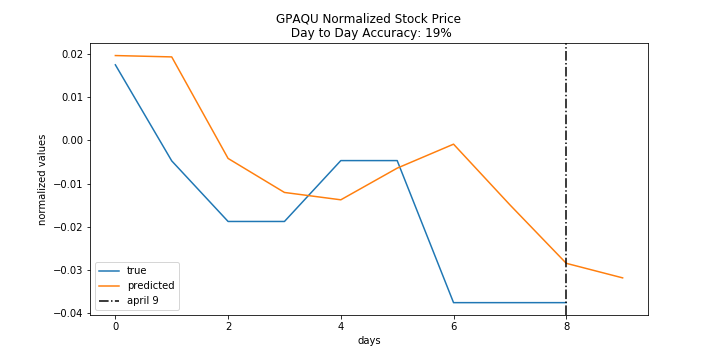 GPAQU Normalized Stock Price
Day to Day Accuracy: 19%
normalized values
0.02
0.01
0.00
−0.01
−0.02
−0.03
−0.04
true
predicted
april 9
0 2 4 6 8
days